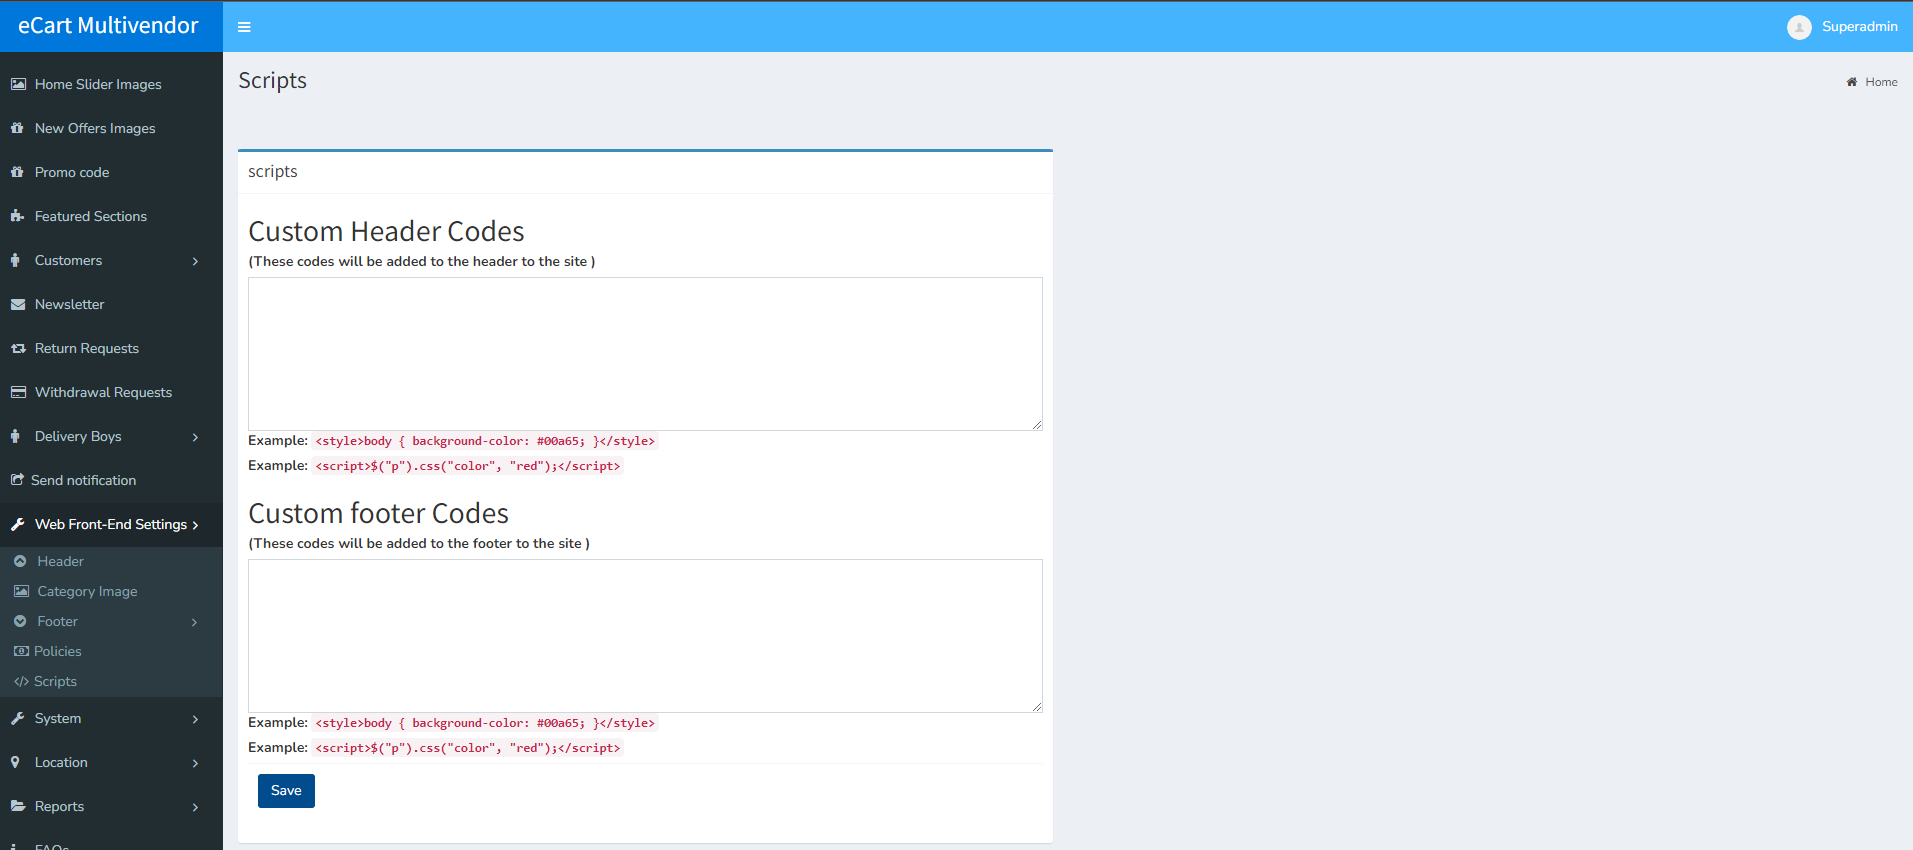 eCart Multivendor
Superadmin
Home Slider Images
New Offers Images
Promo code
Featured Sections
Customers
Newsletter
Return Requests
Withdrawal Requests
Delivery Boys
Send notification
Web Front-End Settings
Header
Category Image
Footer
Policies
Scripts
System
Location
Reports
FAQs
Scripts
Home
scripts
Custom Header Codes
(These codes will be added to the header to the site )
Example: <style>body { background-color: #00a65; }</style>
Example: <script>$("p").css("color", "red");</script>
Custom footer Codes
(These codes will be added to the footer to the site )
Example: <style>body { background-color: #00a65; }</style>
Example: <script>$("p").css("color", "red");</script>
Save